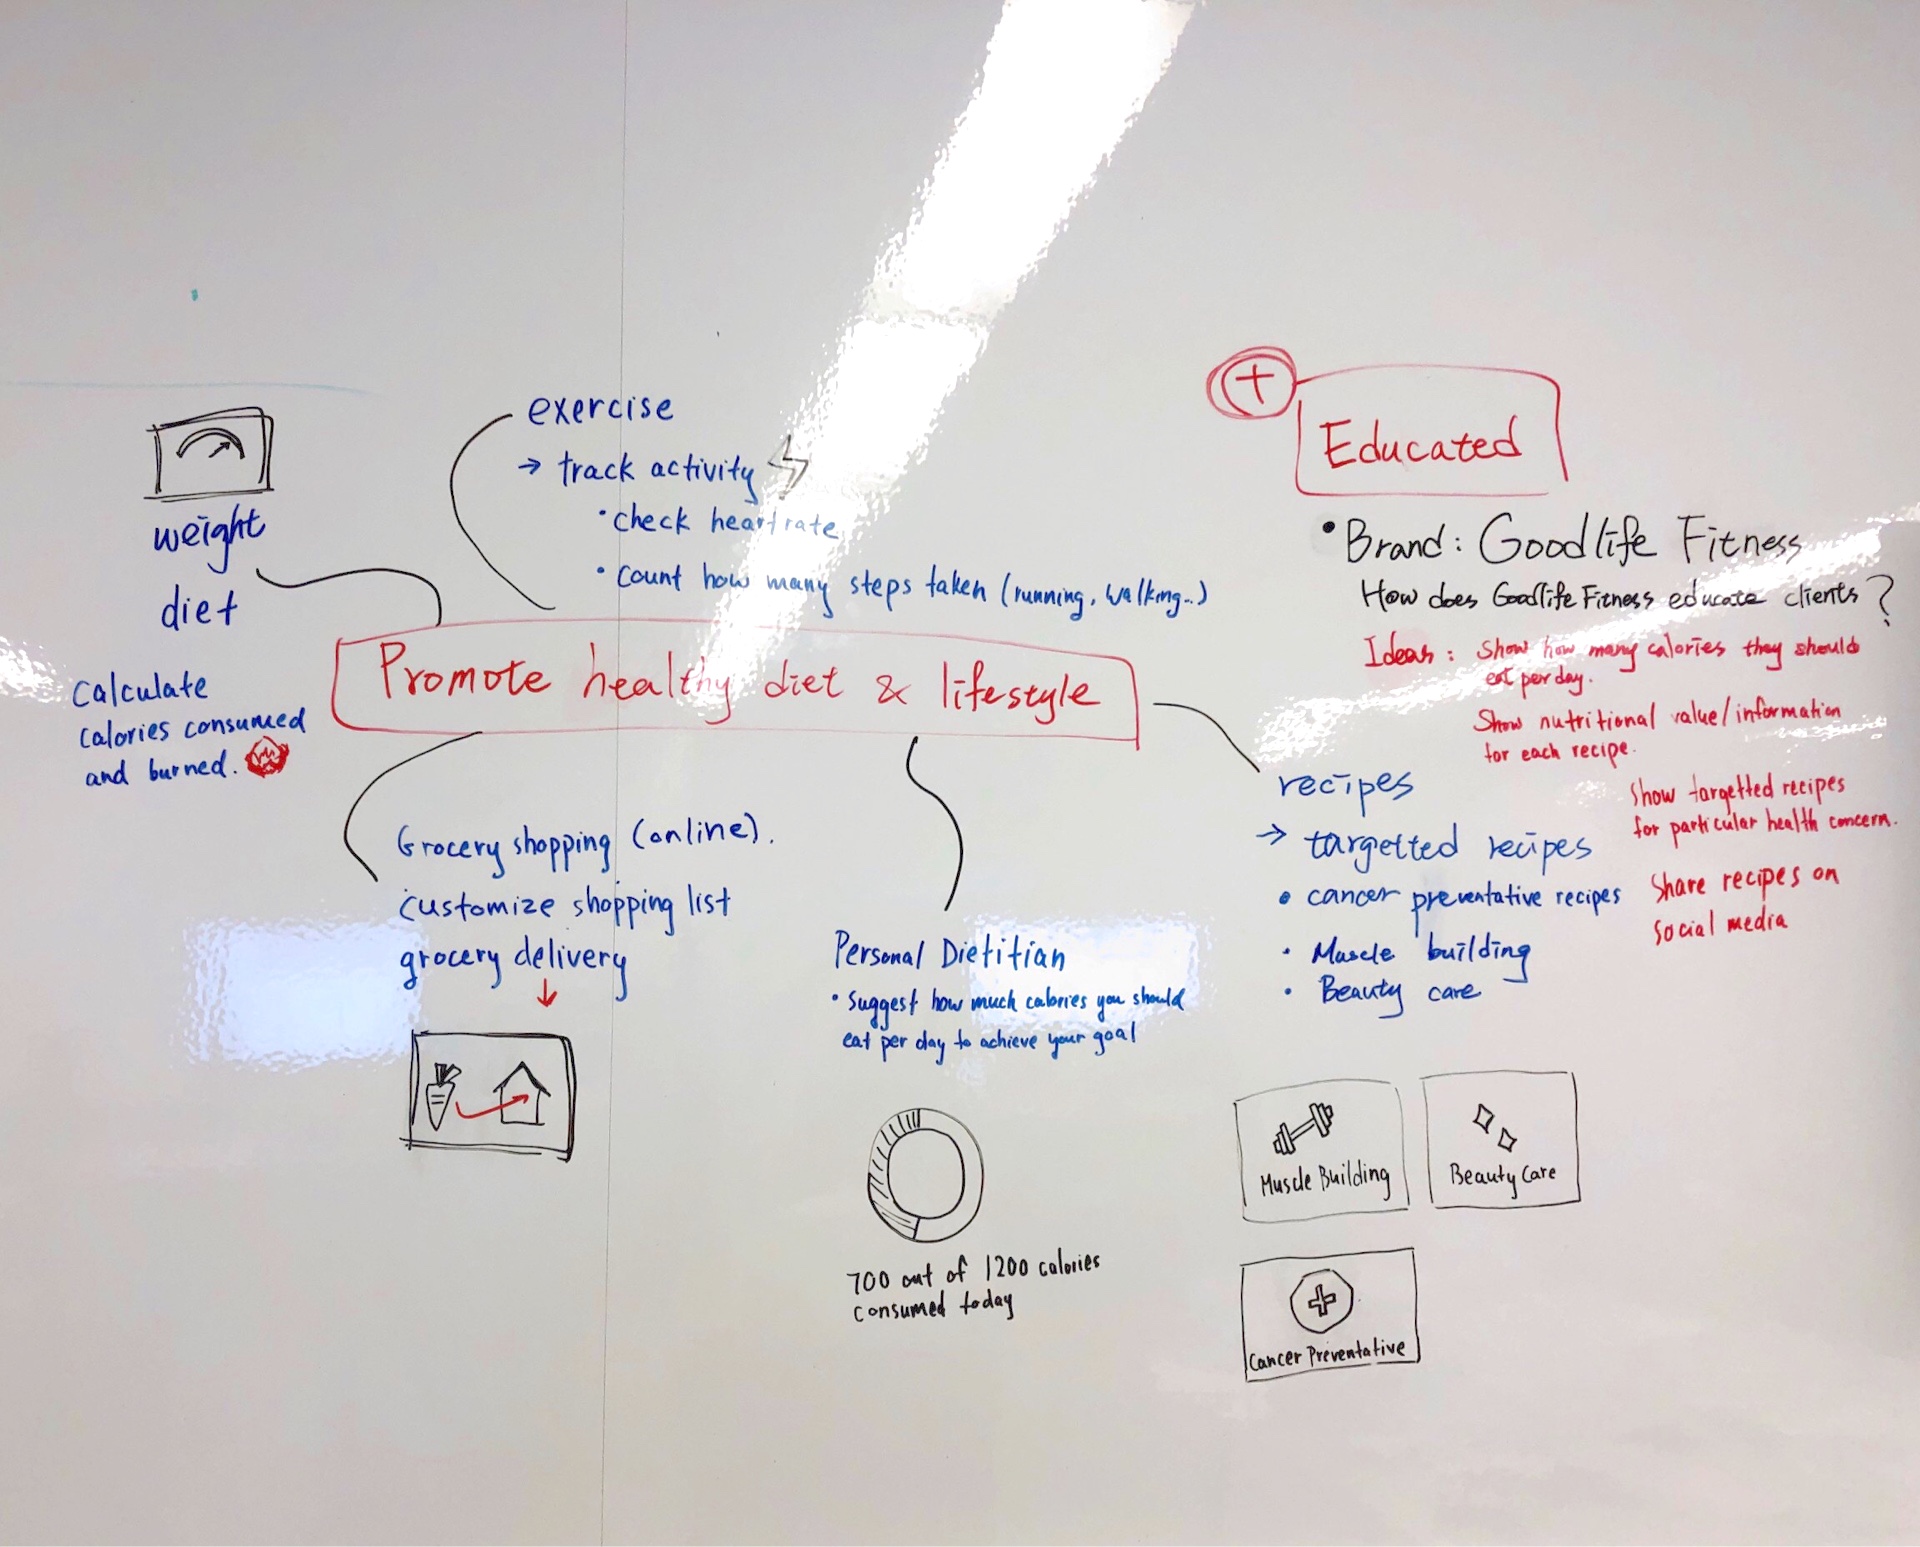 exercise
→ track activity
• check heart rate
• count how many steps taken (running, walking..)
weight
diet
Calculate
calories consumed
and burned.
Promote healthy diet & lifestyle
Grocery shopping (online).
customize shopping list
grocery delivery
Personal Dietitian
• suggest how much calories you should
eat per day to achieve your goal
700 out of 1200 calories
consumed today
recipes
→ targetted recipes
• cancer preventative recipes
• Muscle building
• Beauty care
Muscle Building
Beauty Care
Cancer Preventative
+
Educated
• Brand: Goodlife Fitness
How does Goodlife Fitness educate clients?
Ideas: Show how many calories they should
eat per day.
Show nutritional value/information
for each recipe.
Show targetted recipes
for particular health concern.
Share recipes on
social media